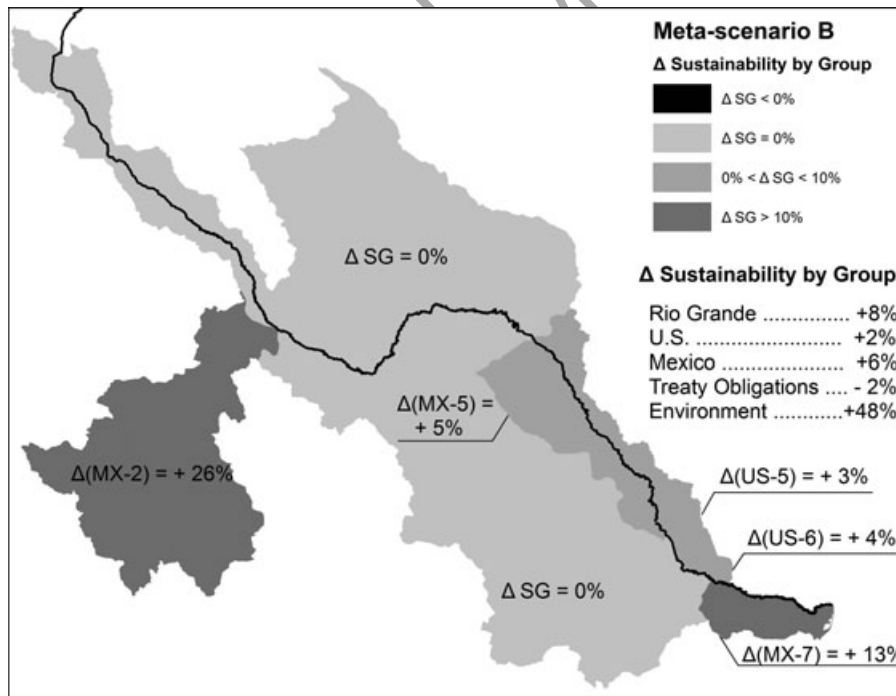 Meta-scenario B
Δ Sustainability by Group
Δ SG < 0%
Δ SG = 0%
0% < Δ SG < 10%
Δ SG > 10%
Δ SG = 0%
Δ Sustainability by Group
Rio Grande ............... +8%
U.S. ........................ +2%
Mexico ..................... +6%
Treaty Obligations .... - 2%
Environment ............+48%
Δ(MX-5) =
+ 5%
Δ(MX-2) = + 26%
Δ(US-5) = + 3%
Δ(US-6) = + 4%
Δ SG = 0%
Δ(MX-7) = + 13%